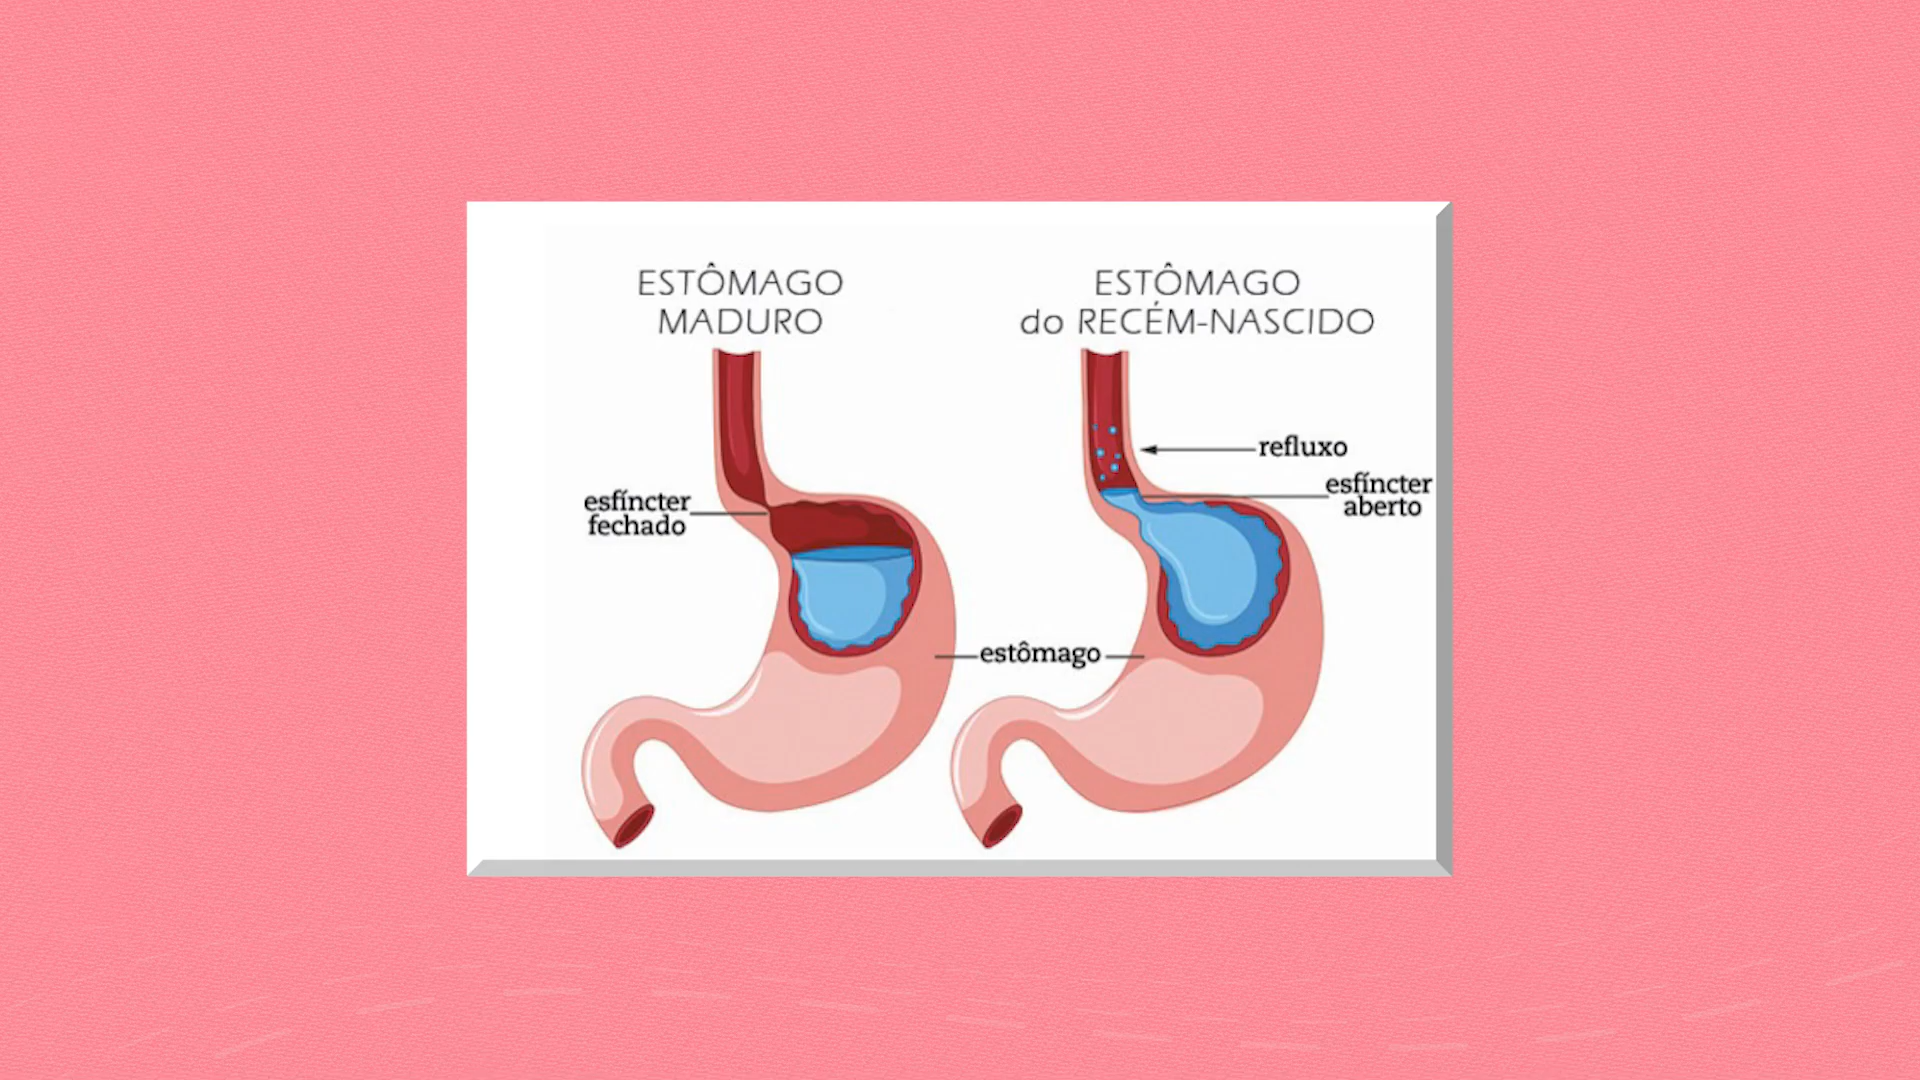 ESTÔMAGO
MADURO
esfíncter
fechado
ESTÔMAGO
do RECÉM-NASCIDO
refluxo
esfíncter
aberto
estômago